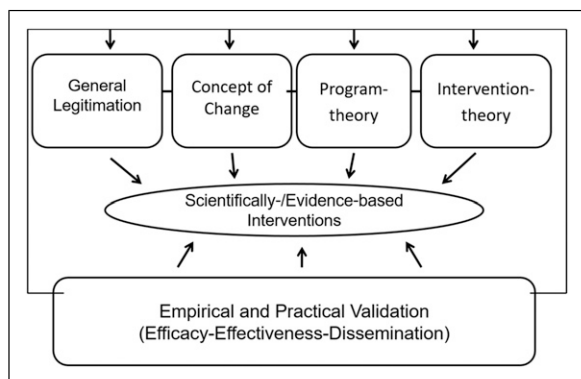 General
Legitimation
Concept of
Change
Program-
theory
Intervention-
theory
Scientifically-/Evidence-based
Interventions
Empirical and Practical Validation
(Efficacy-Effectiveness-Dissemination)